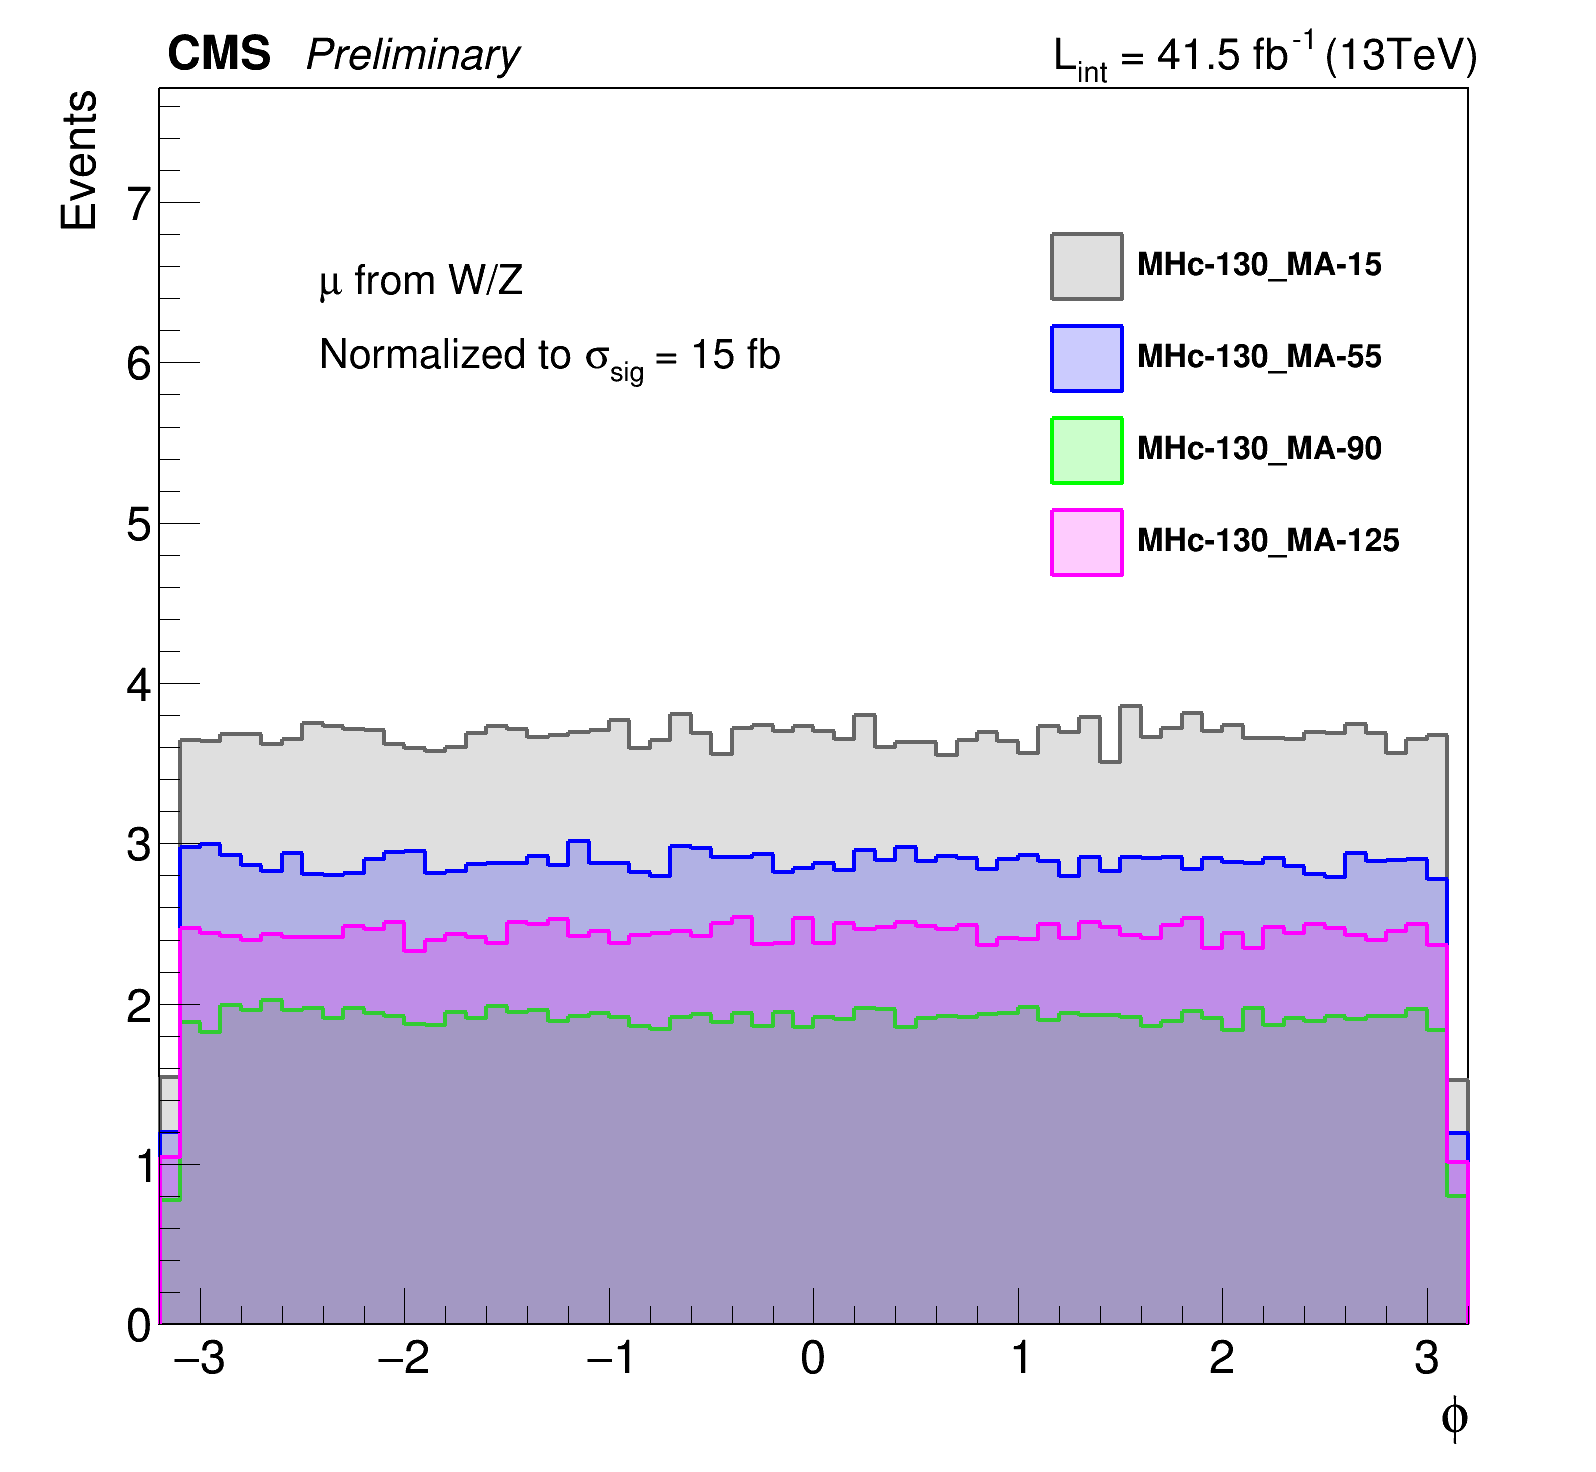 CMS Preliminary
L_int = 41.5 fb^-1 (13TeV)
Events
7
6
5
4
3
2
1
0
μ from W/Z
Normalized to σ_sig = 15 fb
MHc-130_MA-15
MHc-130_MA-55
MHc-130_MA-90
MHc-130_MA-125
−3 −2 −1 0 1 2 3
ϕ